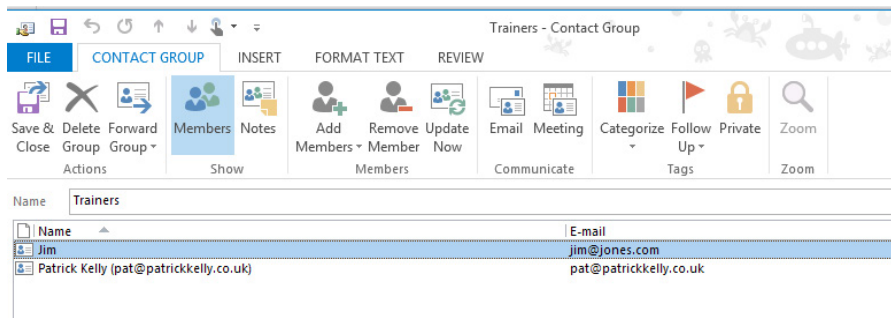 Trainers - Contact Group
FILE CONTACT GROUP INSERT FORMAT TEXT REVIEW
Save & Delete Forward Members Notes Add Remove Update Email Meeting Categorize Follow Private Zoom
Close Group Group Members Member Now Up
Actions Show Members Communicate Tags Zoom
Name Trainers
Name E-mail
Jim jim@jones.com
Patrick Kelly (pat@patrickkelly.co.uk) pat@patrickkelly.co.uk